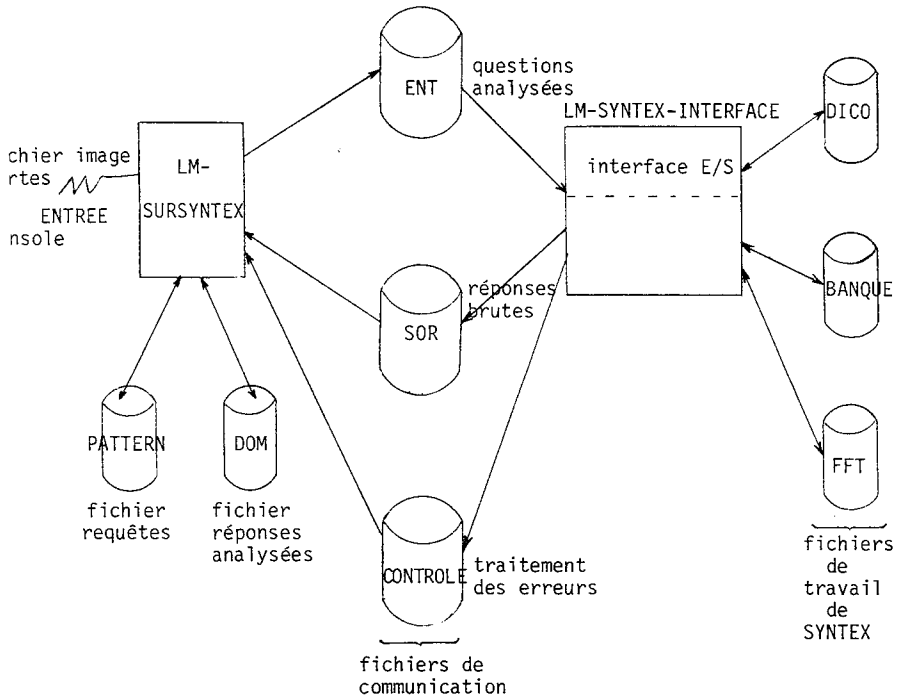 ENT
questions
analysées
LM-SYNTEX-INTERFACE
DICO
chier image
rtes
LM-
SURSYNTEX
ENTREE
nsole
interface E/S
SOR
réponses
brutes
BANQUE
PATTERN
DOM
fichier
requêtes
fichier
réponses
analysées
FFT
CONTROLE
traitement
des erreurs
fichiers
de
travail
de
SYNTEX
fichiers de
communication